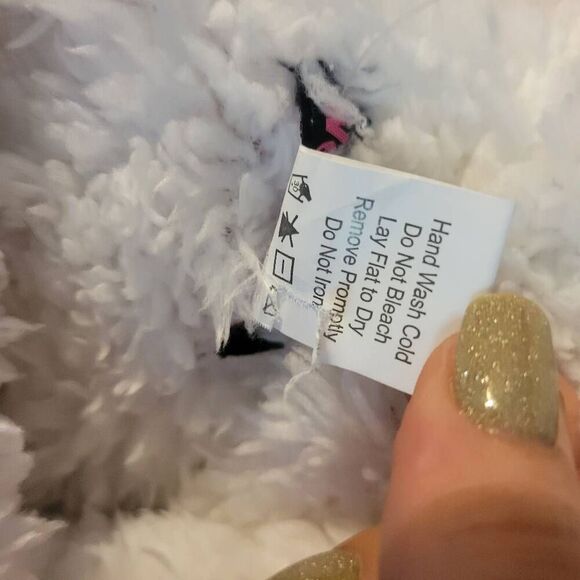 Hand Wash Cold
Do Not Bleach
Lay Flat to Dry
Remove Promptly
Do Not Iron